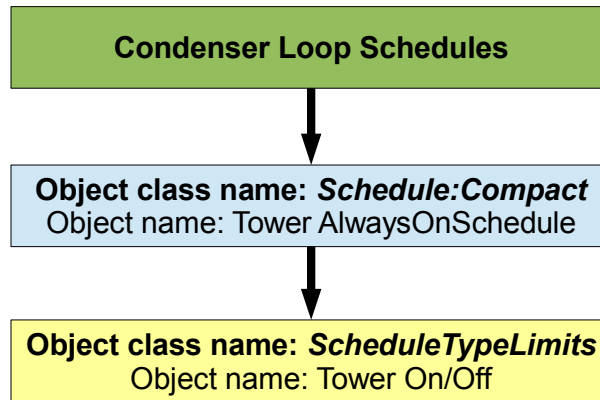 Condenser Loop Schedules
Object class name: Schedule:Compact
Object name: Tower AlwaysOnSchedule
Object class name: ScheduleTypeLimits
Object name: Tower On/Off